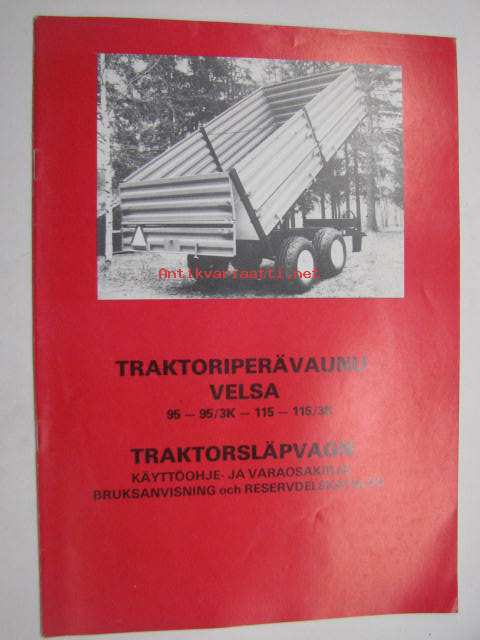 Antikvariaatti.net
TRAKTORIPERÄVAUNU
VELSA
95 — 95/3K — 115 — 115/3K
TRAKTORSLÄPVAGN
KÄYTTÖOHJE- JA VARAOSAKIRJA
BRUKSANVISNING och RESERVDELSKATALOG